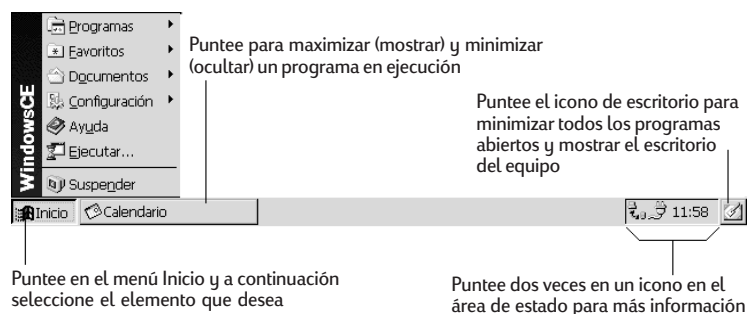 WindowsCE
Programas
Favoritos
Documentos
Configuración
Ayuda
Ejecutar...
Suspender
Puntee para maximizar (mostrar) y minimizar
(ocultar) un programa en ejecución
Puntee el icono de escritorio para
minimizar todos los programas
abiertos y mostrar el escritorio
del equipo
Inicio
Calendario
11:58
Puntee en el menú Inicio y a continuación
seleccione el elemento que desea
Puntee dos veces en un icono en el
área de estado para más información